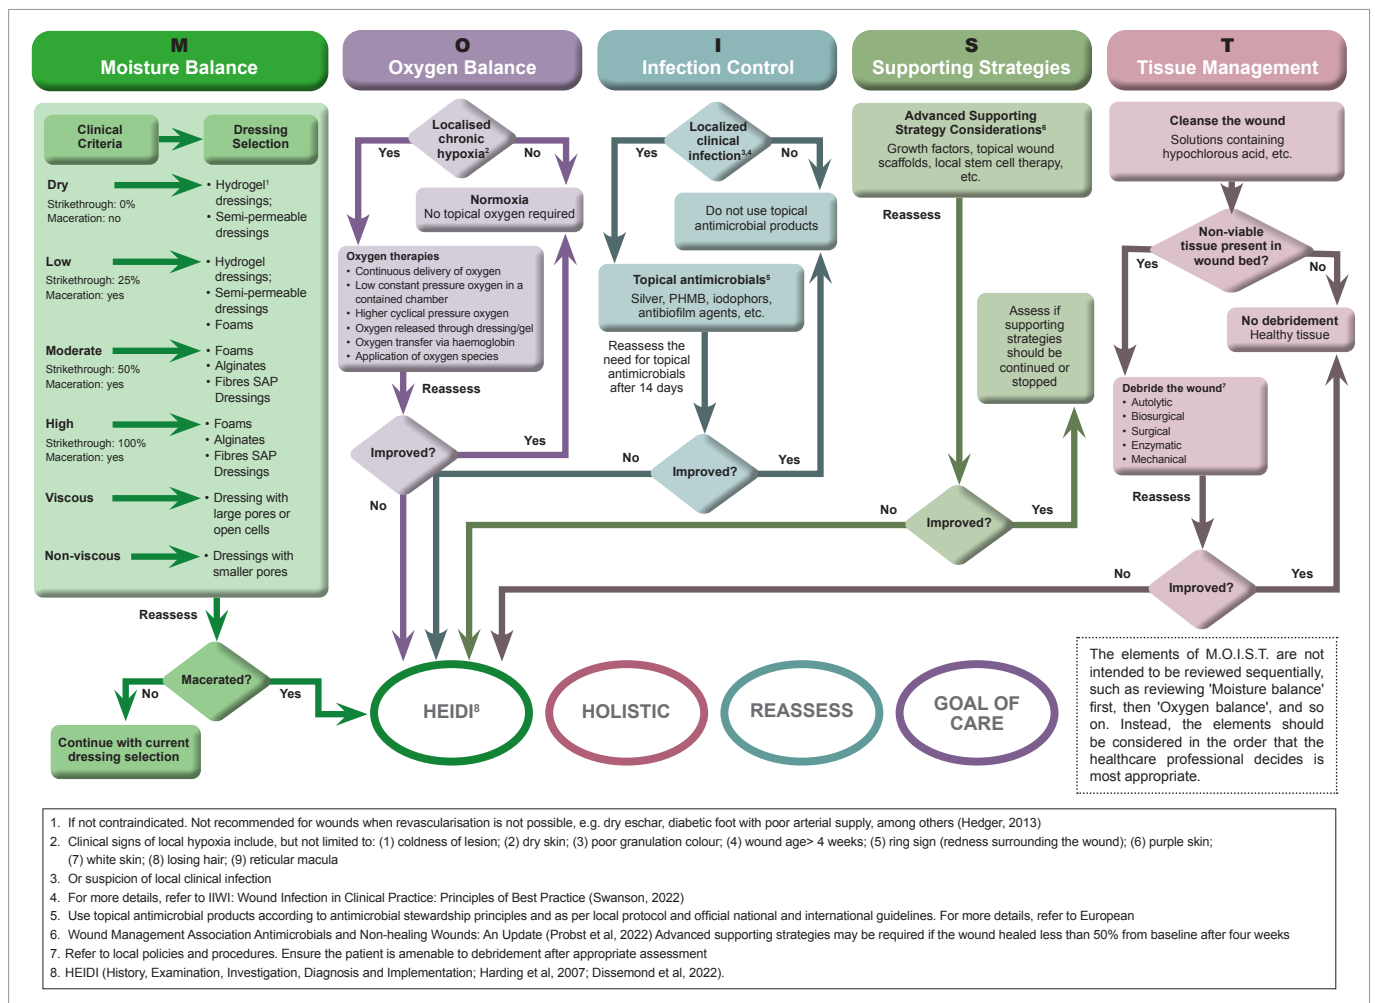 M
Moisture Balance
O
Oxygen Balance
I
Infection Control
S
Supporting Strategies
T
Tissue Management
Clinical
Criteria
Dressing
Selection
Dry
Strikethrough: 0%
Maceration: no
• Hydrogel¹
dressings;
• Semi-permeable
dressings
Low
Strikethrough: 25%
Maceration: yes
• Hydrogel
dressings;
• Semi-permeable
dressings
• Foams
Moderate
Strikethrough: 50%
Maceration: yes
• Foams
• Alginates
• Fibres SAP
Dressings
High
Strikethrough: 100%
Maceration: yes
• Foams
• Alginates
• Fibres SAP
Dressings
Viscous
• Dressing with
large pores or
open cells
Non-viscous
• Dressings with
smaller pores
Reassess
Macerated?
No
Yes
Continue with current
dressing selection
Localised
chronic
hypoxia²
Yes
No
Normoxia
No topical oxygen required
Oxygen therapies
• Continuous delivery of oxygen
• Low constant pressure oxygen in a
contained chamber
• Higher cyclical pressure oxygen
• Oxygen released through dressing/gel
• Oxygen transfer via haemoglobin
• Application of oxygen species
Reassess
Improved?
Yes
No
Localized
clinical
infection³,⁴
Yes
No
Do not use topical
antimicrobial products
Topical antimicrobials⁵
Silver, PHMB, iodophors,
antibiofilm agents, etc.
Reassess the
need for topical
antimicrobials
after 14 days
Improved?
No
Yes
Advanced Supporting
Strategy Considerations⁶
Growth factors, topical wound
scaffolds, local stem cell therapy,
etc.
Reassess
Assess if
supporting
strategies
should be
continued or
stopped
Improved?
No
Yes
Cleanse the wound
Solutions containing
hypochlorous acid, etc.
Non-viable
tissue present in
wound bed?
Yes
No
No debridement
Healthy tissue
Debride the wound⁷
• Autolytic
• Biosurgical
• Surgical
• Enzymatic
• Mechanical
Reassess
Improved?
No
Yes
HEIDI⁸
HOLISTIC
REASSESS
GOAL OF
CARE
The elements of M.O.I.S.T. are not
intended to be reviewed sequentially,
such as reviewing 'Moisture balance'
first, then 'Oxygen balance', and so
on. Instead, the elements should
be considered in the order that the
healthcare professional decides is
most appropriate.
1. If not contraindicated. Not recommended for wounds when revascularisation is not possible, e.g. dry eschar, diabetic foot with poor arterial supply, among others (Hedger, 2013)
2. Clinical signs of local hypoxia include, but not limited to: (1) coldness of lesion; (2) dry skin; (3) poor granulation colour; (4) wound age> 4 weeks; (5) ring sign (redness surrounding the wound); (6) purple skin;
(7) white skin; (8) losing hair; (9) reticular macula
3. Or suspicion of local clinical infection
4. For more details, refer to IIWI: Wound Infection in Clinical Practice: Principles of Best Practice (Swanson, 2022)
5. Use topical antimicrobial products according to antimicrobial stewardship principles and as per local protocol and official national and international guidelines. For more details, refer to European
6. Wound Management Association Antimicrobials and Non-healing Wounds: An Update (Probst et al, 2022) Advanced supporting strategies may be required if the wound healed less than 50% from baseline after four weeks
7. Refer to local policies and procedures. Ensure the patient is amenable to debridement after appropriate assessment
8. HEIDI (History, Examination, Investigation, Diagnosis and Implementation; Harding et al, 2007; Dissemond et al, 2022).